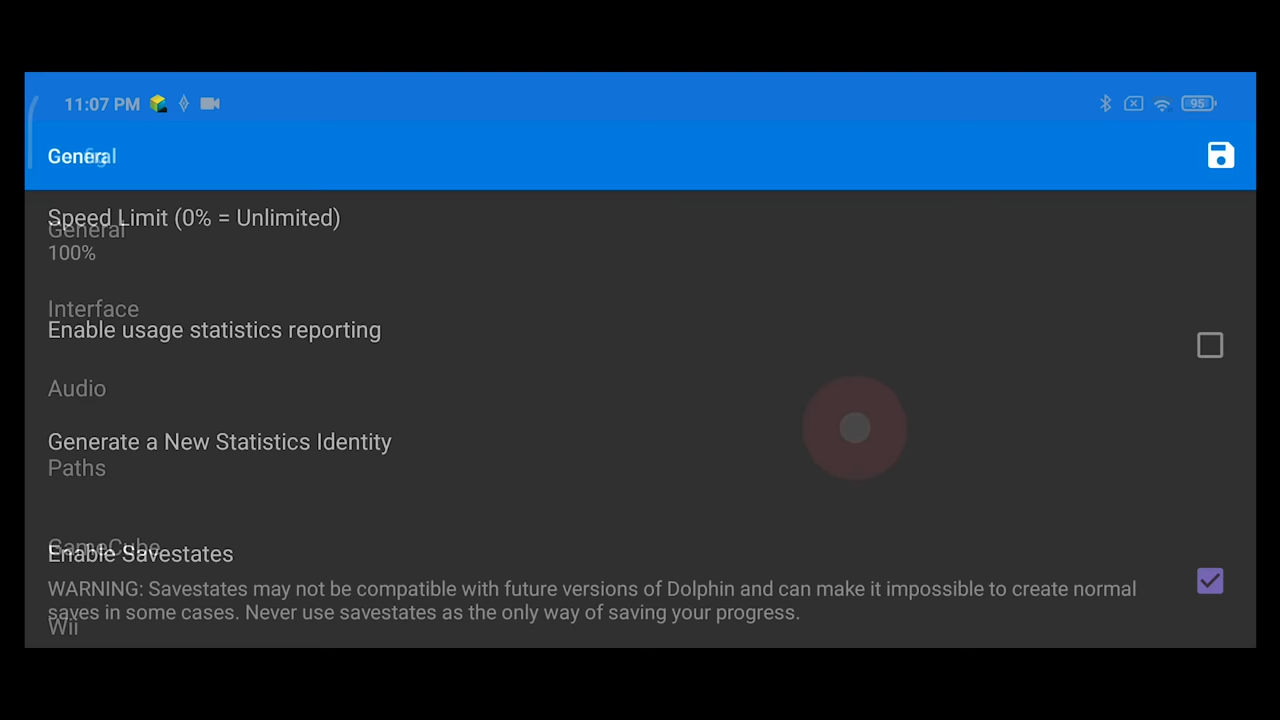 11:07 PM
95
General
Config
Speed Limit (0% = Unlimited)
General
100%
Interface
Enable usage statistics reporting
Audio
Generate a New Statistics Identity
Paths
GameCube
Enable Savestates
WARNING: Savestates may not be compatible with future versions of Dolphin and can make it impossible to create normal
saves in some cases. Never use savestates as the only way of saving your progress.
Wii